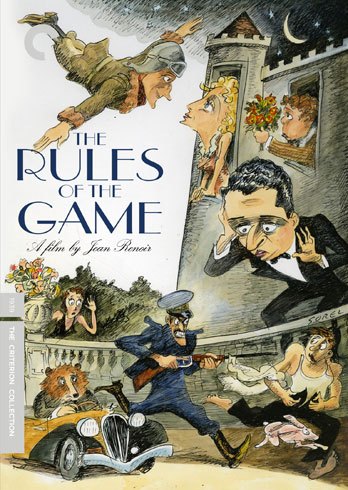 THE
RULES
OF THE
GAME
A film by Jean Renoir
SOREL
THE CRITERION COLLECTION